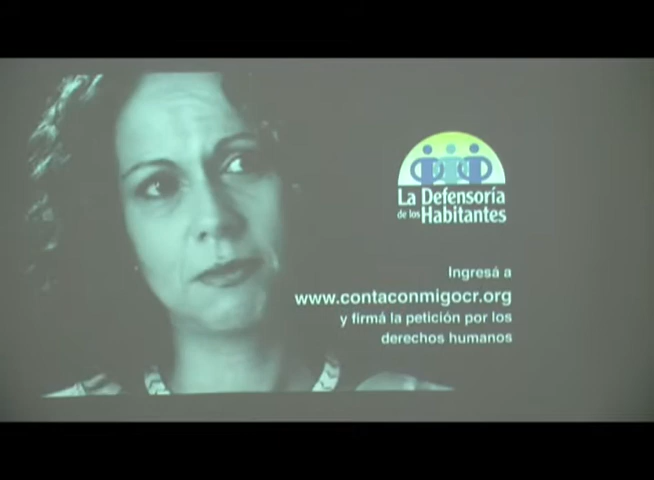 La Defensoría
de los Habitantes
Ingresá a
www.contaconmigocr.org
y firmá la petición por los
derechos humanos